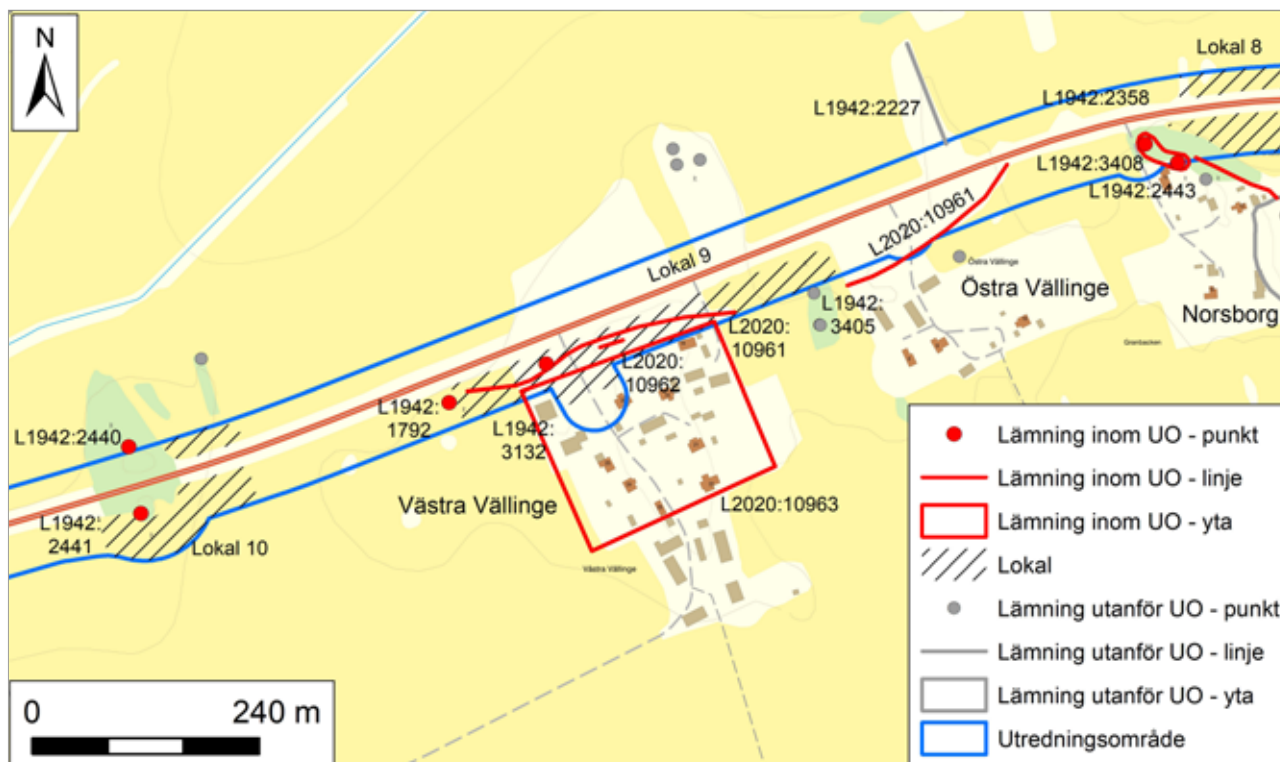 N
Lokal 8
L1942:2358
L1942:2227
L1942:3408
L1942:2443
L2020:10961
Lokal 9
Östra Vällinge
Östra Vällinge
Norsborg
Grenbacken
L1942:
3405
L2020:
10961
L2020:
10962
L1942:
1792
L1942:
3132
L1942:2440
L1942:
2441
Lokal 10
Västra Vällinge
L2020:10963
Västra Vällinge
0 240 m
Lämning inom UO - punkt
Lämning inom UO - linje
Lämning inom UO - yta
Lokal
Lämning utanför UO - punkt
Lämning utanför UO - linje
Lämning utanför UO - yta
Utredningsområde